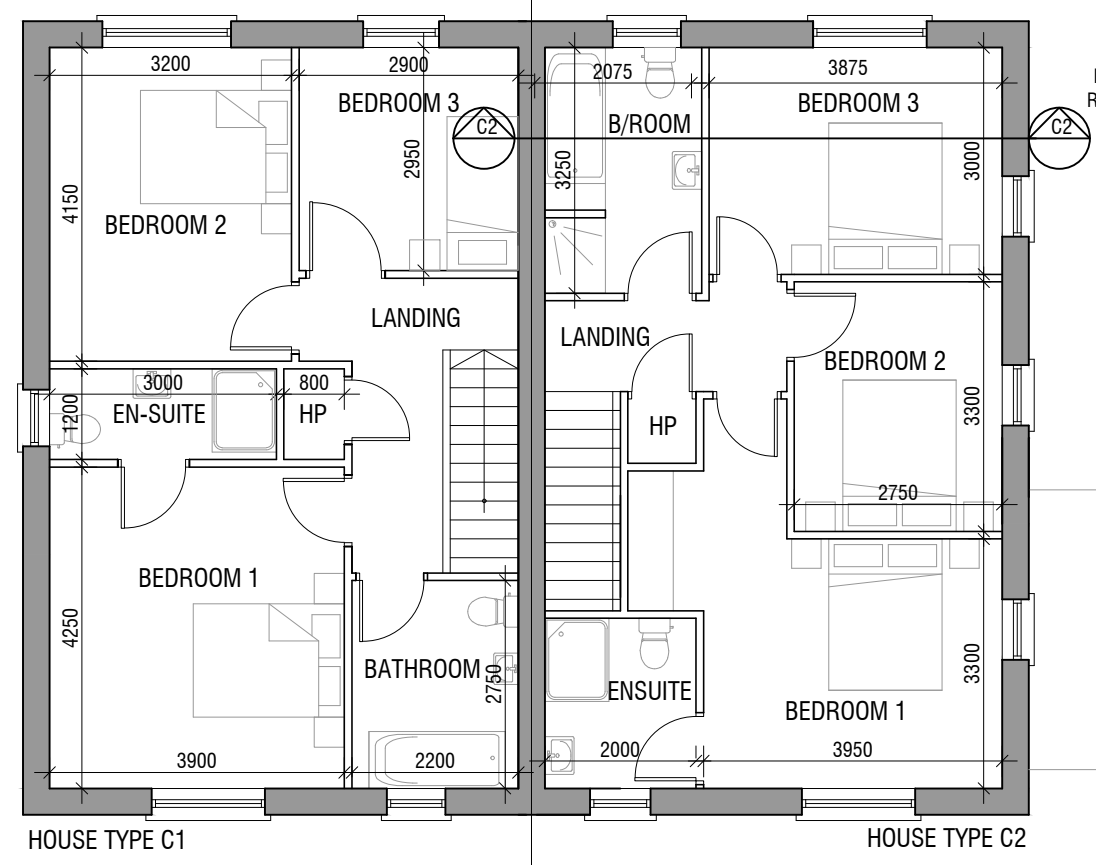 3200
2900
2075
3875
BEDROOM 3
BEDROOM 3
C2
B/ROOM
C2
R
2950
3250
3000
4150
BEDROOM 2
LANDING
LANDING
BEDROOM 2
3000
800
1200
EN-SUITE
HP
HP
3300
2750
BEDROOM 1
4250
BATHROOM
2750
ENSUITE
3300
BEDROOM 1
3900
2200
2000
3950
HOUSE TYPE C1
HOUSE TYPE C2